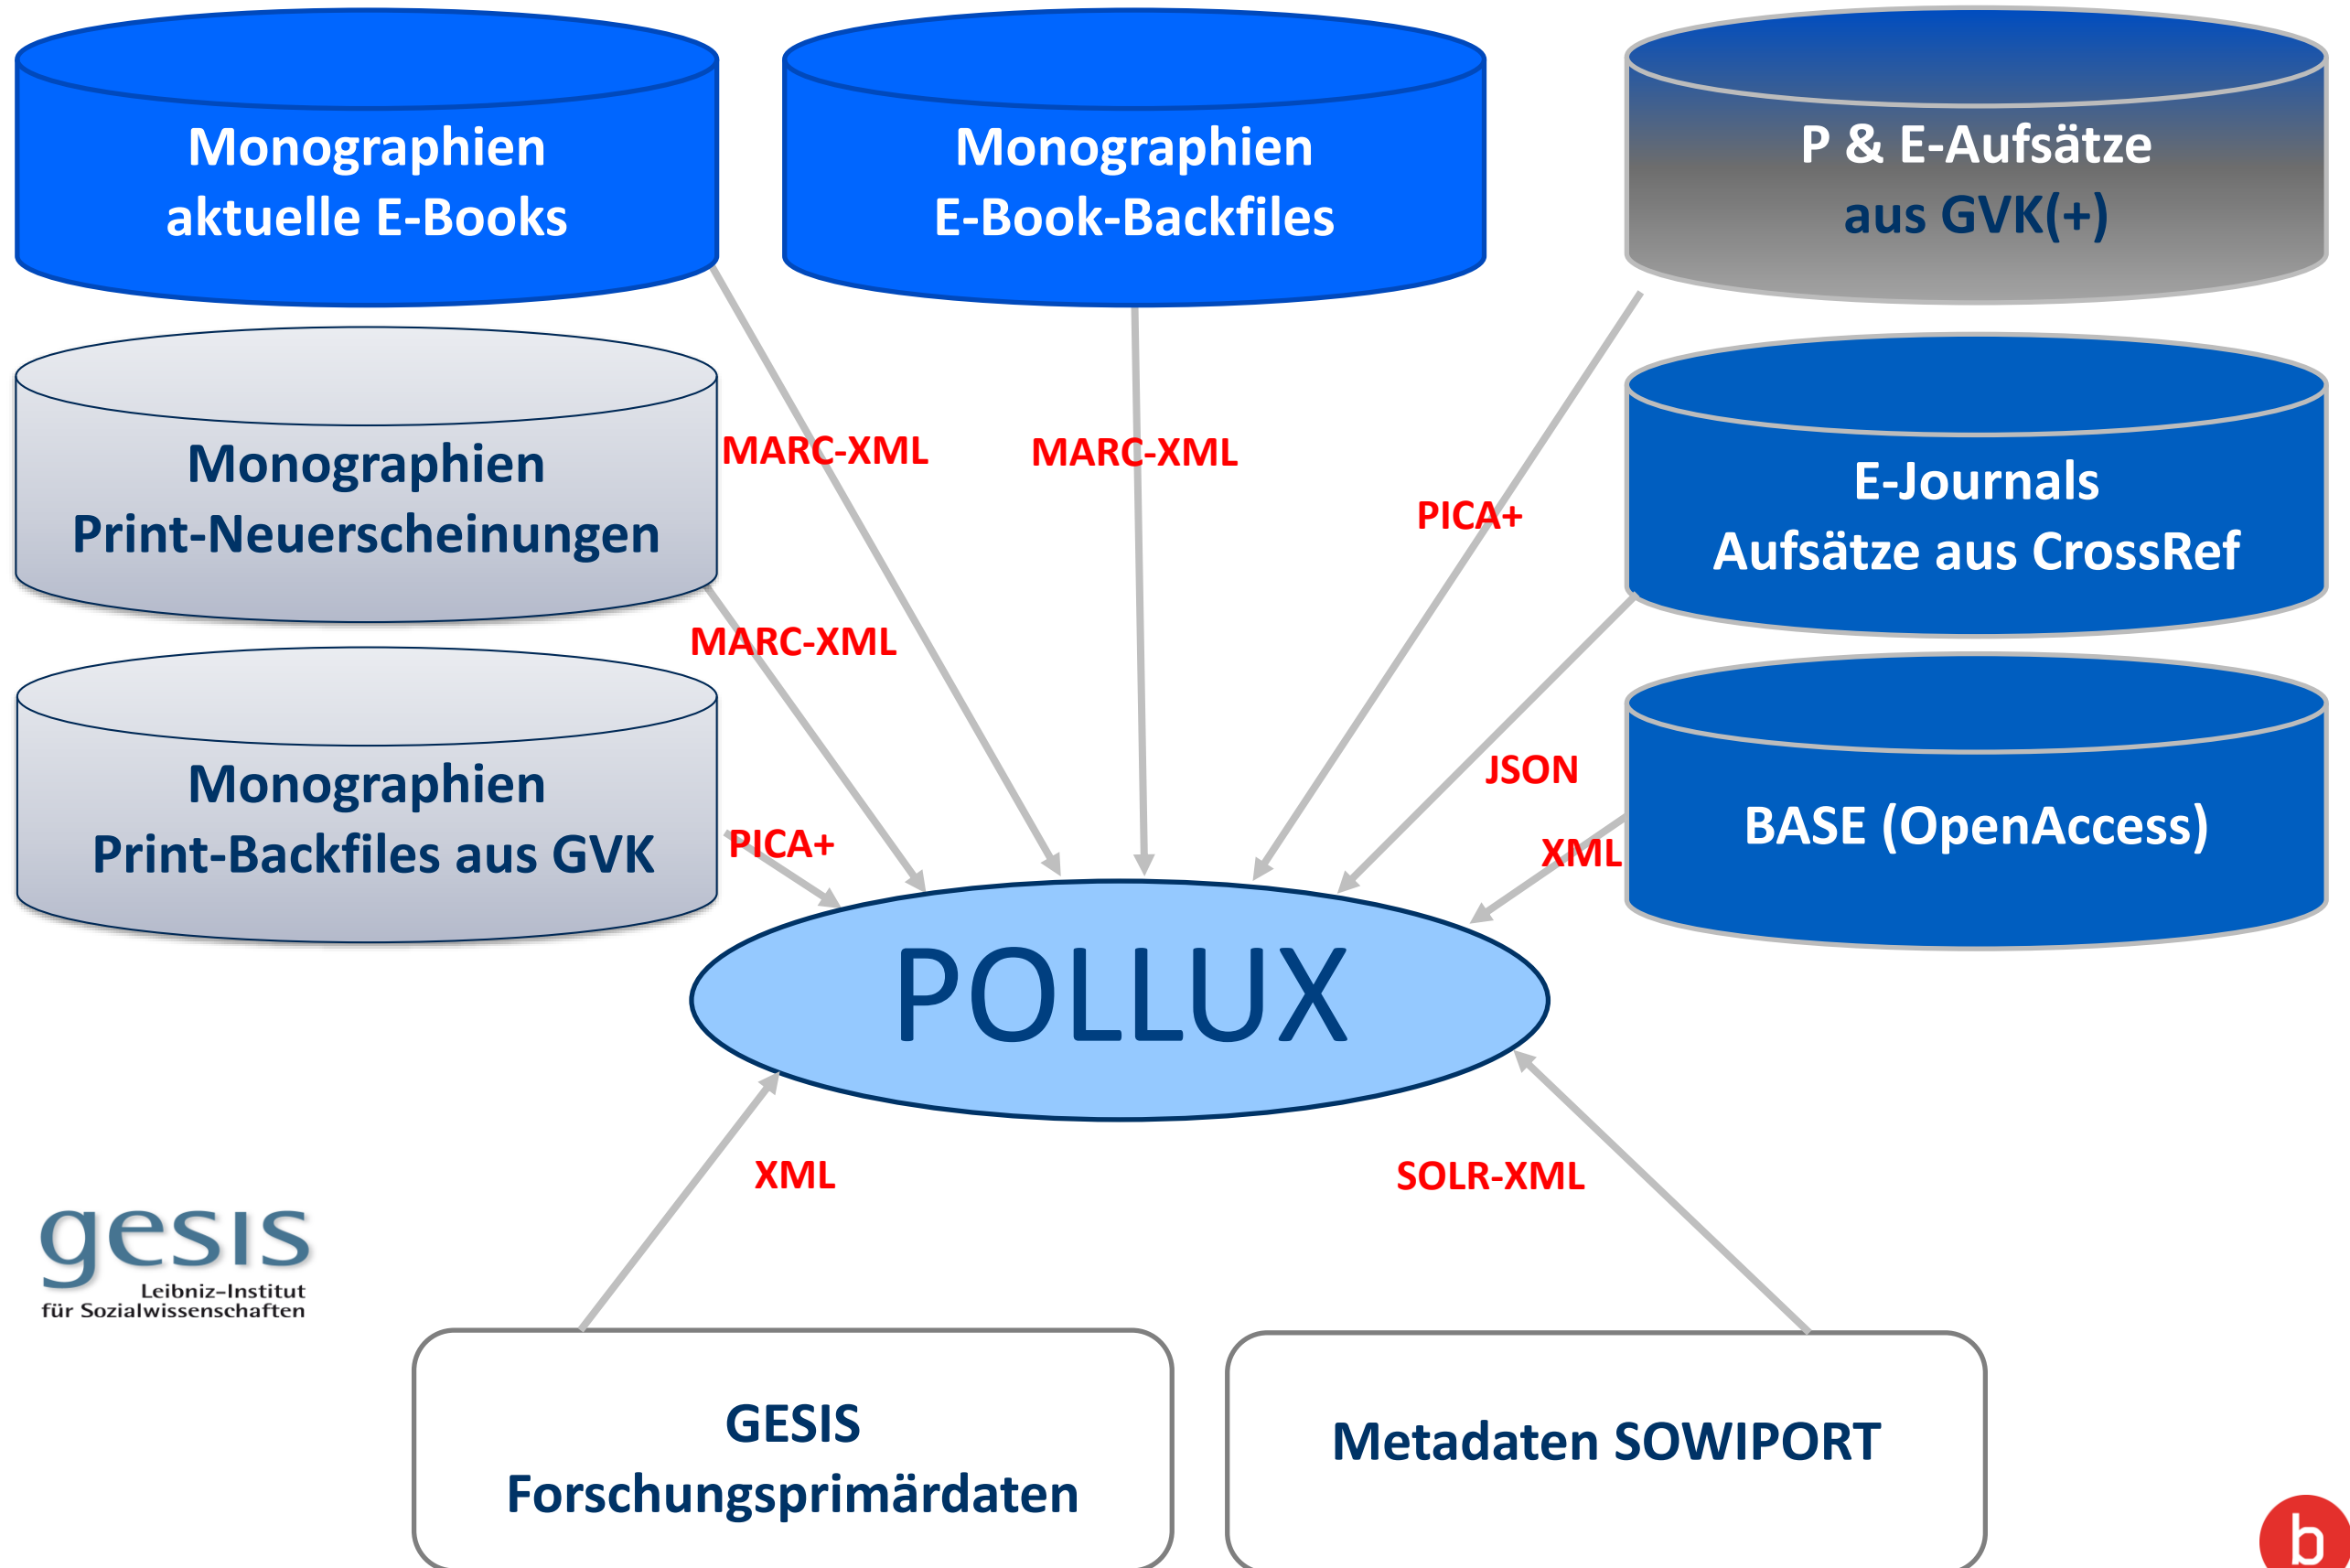 Monographien
aktuelle E-Books
Monographien
E-Book-Backfiles
P & E-Aufsätze
aus GVK(+)
Monographien
Print-Neuerscheinungen
MARC-XML
MARC-XML
PICA+
E-Journals
Aufsätze aus CrossRef
MARC-XML
Monographien
Print-Backfiles aus GVK
PICA+
JSON
XML
BASE (OpenAccess)
POLLUX
XML
SOLR-XML
gesis
Leibniz-Institut
für Sozialwissenschaften
GESIS
Forschungsprimärdaten
Metadaten SOWIPORT
b